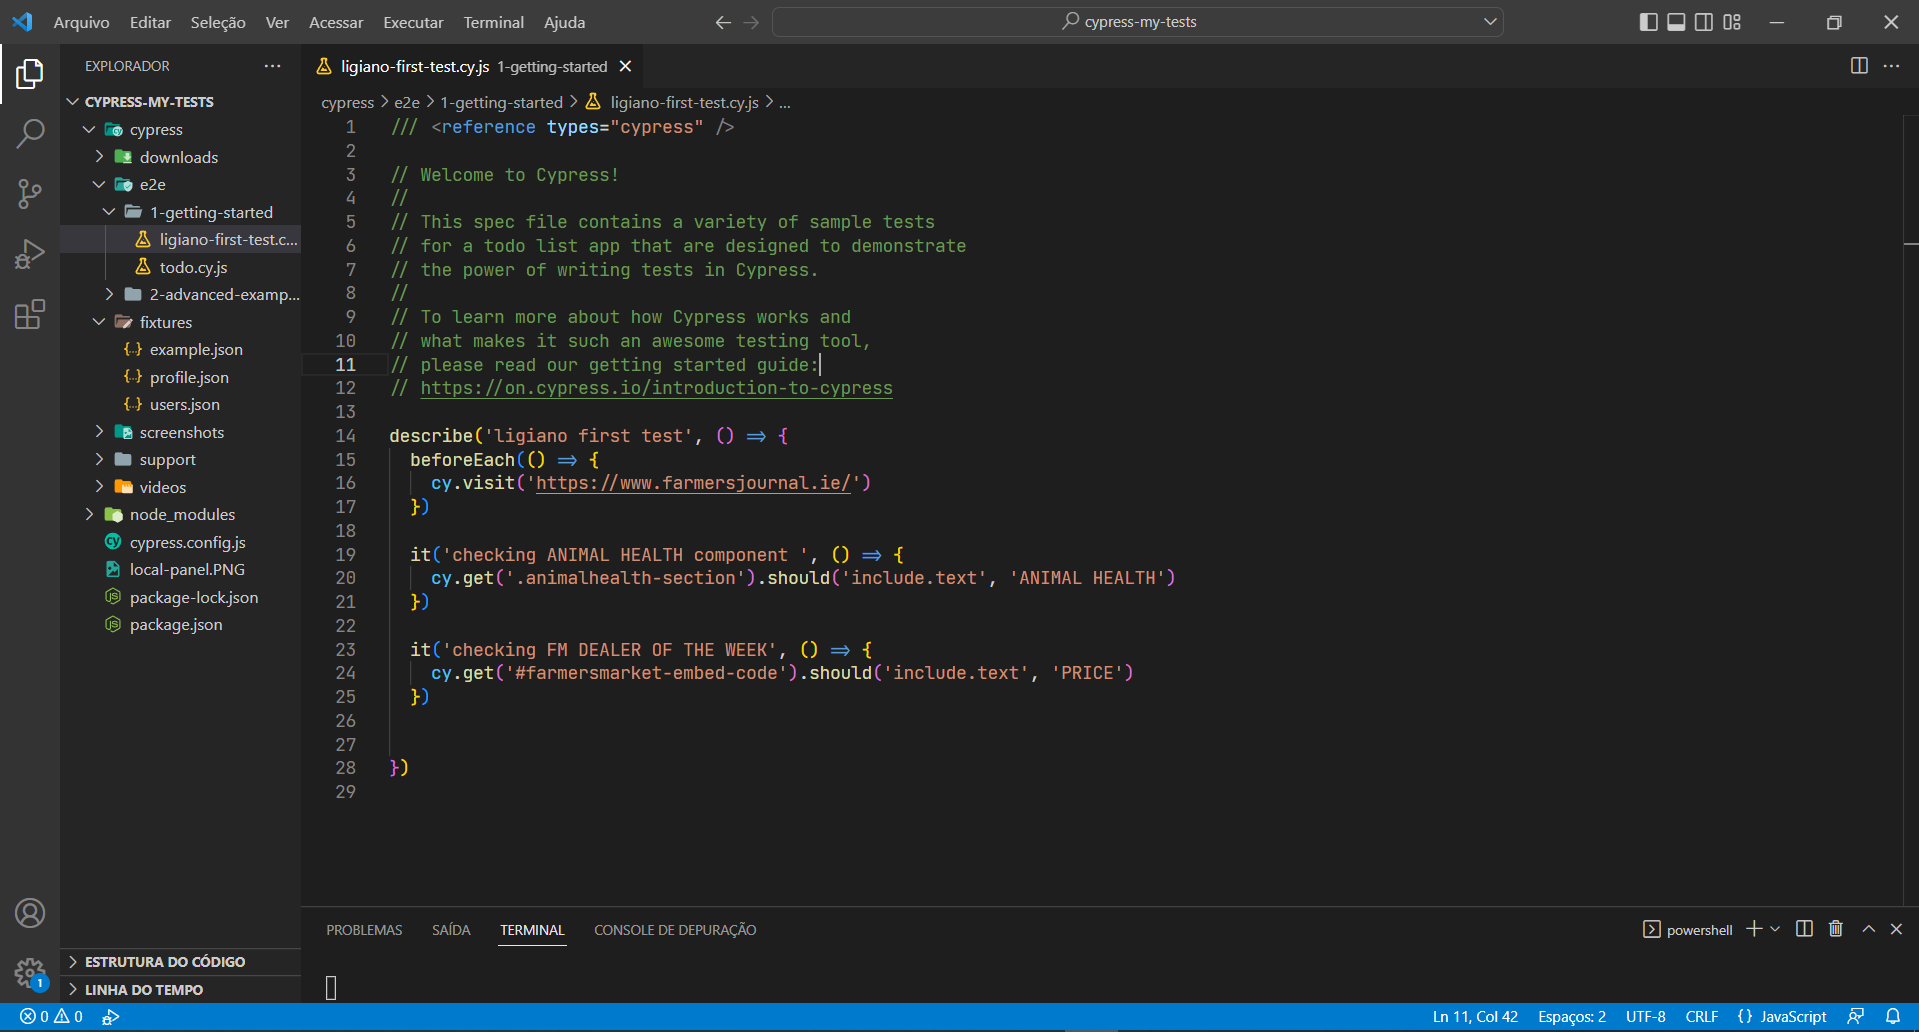 Arquivo Editar Seleção Ver Acessar Executar Terminal Ajuda cypress-my-tests
EXPLORADOR
CYPRESS-MY-TESTS
cypress
downloads
e2e
1-getting-started
ligiano-first-test.c...
todo.cy.js
2-advanced-examp...
fixtures
{..} example.json
{..} profile.json
{..} users.json
screenshots
support
videos
node_modules
cypress.config.js
local-panel.PNG
package-lock.json
package.json
ESTRUTURA DO CÓDIGO
LINHA DO TEMPO
ligiano-first-test.cy.js 1-getting-started
cypress > e2e > 1-getting-started > ligiano-first-test.cy.js > ...
1 /// <reference types="cypress" />
2
3 // Welcome to Cypress!
4 //
5 // This spec file contains a variety of sample tests
6 // for a todo list app that are designed to demonstrate
7 // the power of writing tests in Cypress.
8 //
9 // To learn more about how Cypress works and
10 // what makes it such an awesome testing tool,
11 // please read our getting started guide:
12 // https://on.cypress.io/introduction-to-cypress
13
14 describe('ligiano first test', () => {
15 beforeEach(() => {
16 cy.visit('https://www.farmersjournal.ie/')
17 })
18
19 it('checking ANIMAL HEALTH component ', () => {
20 cy.get('.animalhealth-section').should('include.text', 'ANIMAL HEALTH')
21 })
22
23 it('checking FM DEALER OF THE WEEK', () => {
24 cy.get('#farmersmarket-embed-code').should('include.text', 'PRICE')
25 })
26
27
28 })
29
PROBLEMAS SAÍDA TERMINAL CONSOLE DE DEPURAÇÃO powershell
1
0 0 Ln 11, Col 42 Espaços: 2 UTF-8 CRLF {} JavaScript